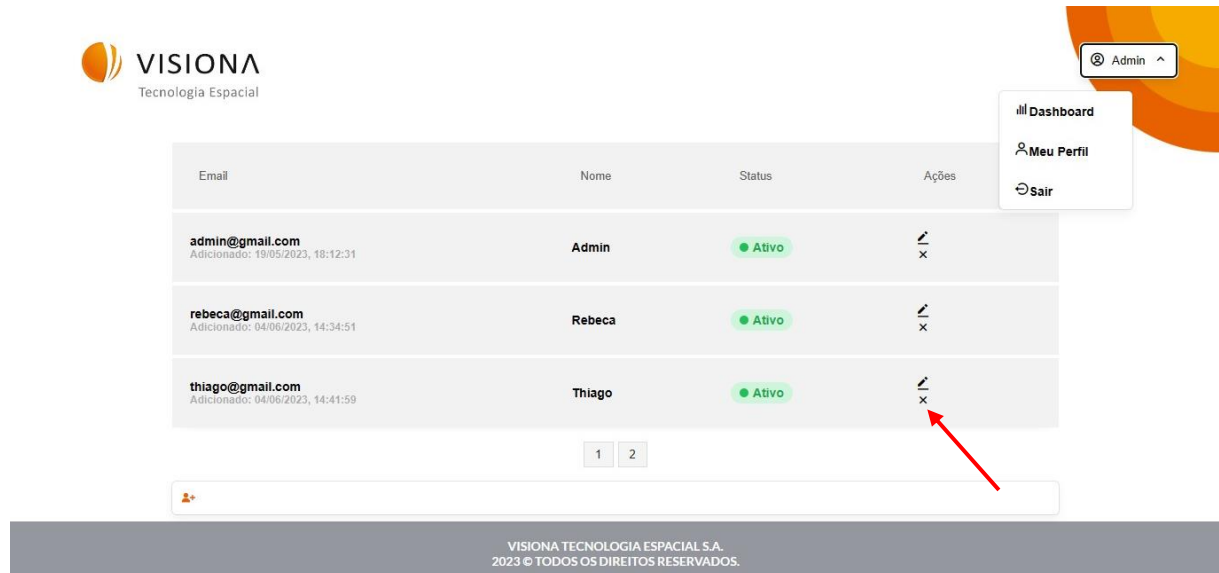 VISIONA
Tecnologia Espacial
Admin
Dashboard
Meu Perfil
Sair
Email Nome Status Ações
admin@gmail.com
Adicionado: 19/05/2023, 18:12:31
Admin Ativo
rebeca@gmail.com
Adicionado: 04/06/2023, 14:34:51
Rebeca Ativo
thiago@gmail.com
Adicionado: 04/06/2023, 14:41:59
Thiago Ativo
1 2
VISIONA TECNOLOGIA ESPACIAL S.A.
2023 © TODOS OS DIREITOS RESERVADOS.